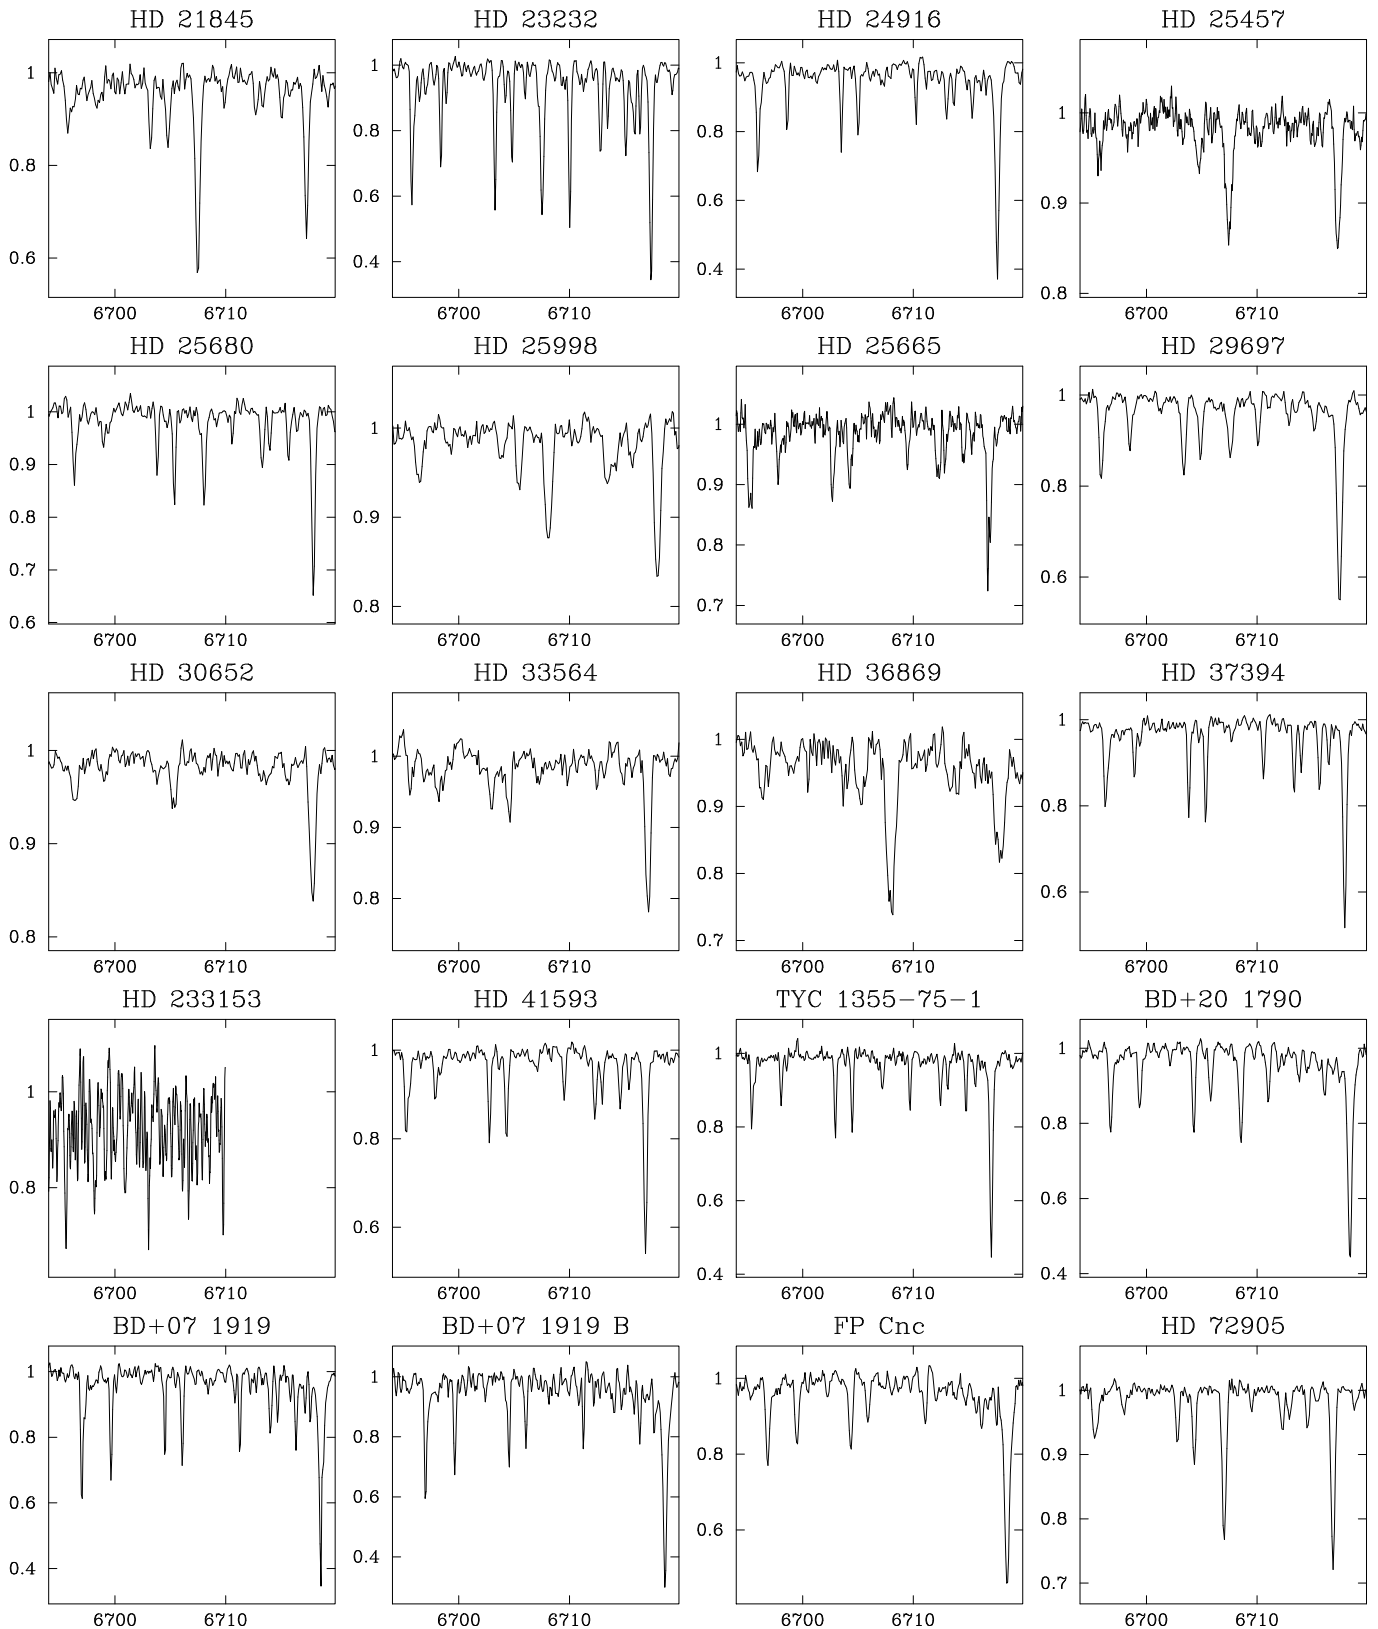 HD 21845 HD 23232 HD 24916 HD 25457
1 0.8 0.6 1 0.8 0.6 0.4 1 0.8 0.6 0.4 1 0.9 0.8
6700 6710 6700 6710 6700 6710 6700 6710
HD 25680 HD 25998 HD 25665 HD 29697
1 0.9 0.8 0.7 0.6 1 0.9 0.8 1 0.9 0.8 0.7 1 0.8 0.6
6700 6710 6700 6710 6700 6710 6700 6710
HD 30652 HD 33564 HD 36869 HD 37394
1 0.9 0.8 1 0.9 0.8 1 0.9 0.8 0.7 1 0.8 0.6
6700 6710 6700 6710 6700 6710 6700 6710
HD 233153 HD 41593 TYC 1355-75-1 BD+20 1790
1 0.8 1 0.8 0.6 1 0.8 0.6 0.4 1 0.8 0.6 0.4
6700 6710 6700 6710 6700 6710 6700 6710
BD+07 1919 BD+07 1919 B FP Cnc HD 72905
1 0.8 0.6 0.4 1 0.8 0.6 0.4 1 0.8 0.6 1 0.9 0.8 0.7
6700 6710 6700 6710 6700 6710 6700 6710